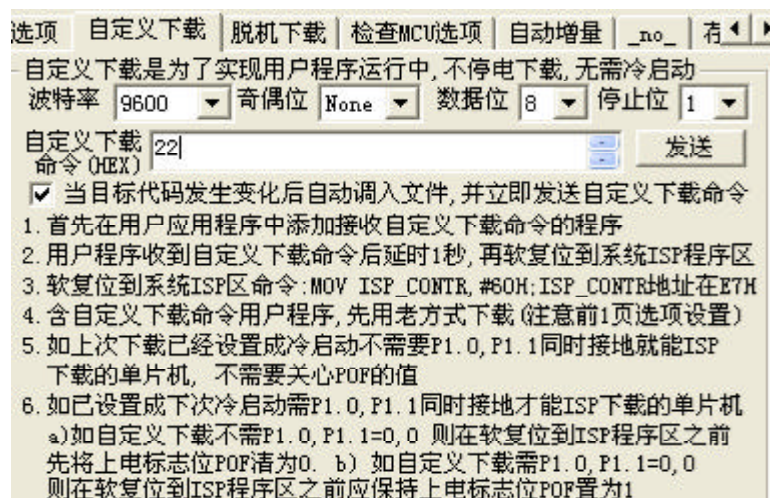 选项 自定义下载 脱机下载 检查MCU选项 自动增量 _no_
自定义下载是为了实现用户程序运行中,不停电下载,无需冷启动
波特率 9600 奇偶位 None 数据位 8 停止位 1
自定义下载 22 发送
命令(HEX)
当目标代码发生变化后自动调入文件,并立即发送自定义下载命令
1.首先在用户应用程序中添加接收自定义下载命令的程序
2.用户程序收到自定义下载命令后延时1秒,再软复位到系统ISP程序区
3.软复位到系统ISP区命令:MOV ISP_CONTR,#60H;ISP_CONTR地址在E7H
4.含自定义下载命令用户程序,先用老方式下载(注意前1页选项设置)
5.如上次下载已经设置成冷启动不需要P1.0,P1.1同时接地就能ISP
下载的单片机, 不需要关心POF的值
6.如已设置成下次冷启动需P1.0,P1.1同时接地才能ISP下载的单片机
a)如自定义下载不需P1.0,P1.1=0,0 则在软复位到ISP程序区之前
先将上电标志位POF清为0. b) 如自定义下载需P1.0,P1.1=0,0
则在软复位到ISP程序区之前应保持上电标志位POF置为1